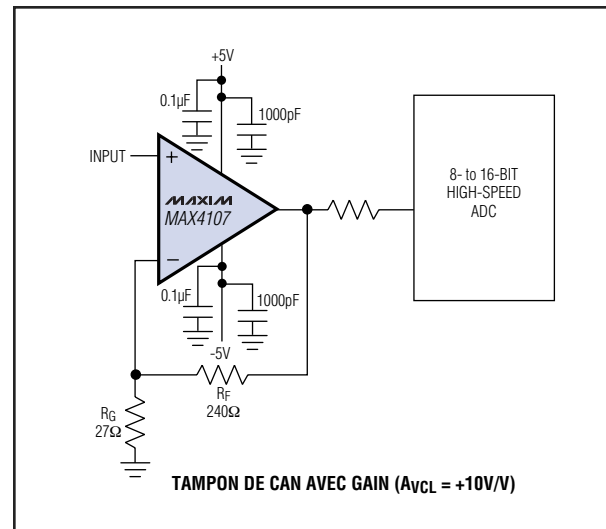 +5V
0.1µF
1000pF
INPUT
+
MAXIM
MAX4107
−
8- to 16-BIT
HIGH-SPEED
ADC
0.1µF
1000pF
-5V
RF
240Ω
RG
27Ω
TAMPON DE CAN AVEC GAIN (AVCL = +10V/V)